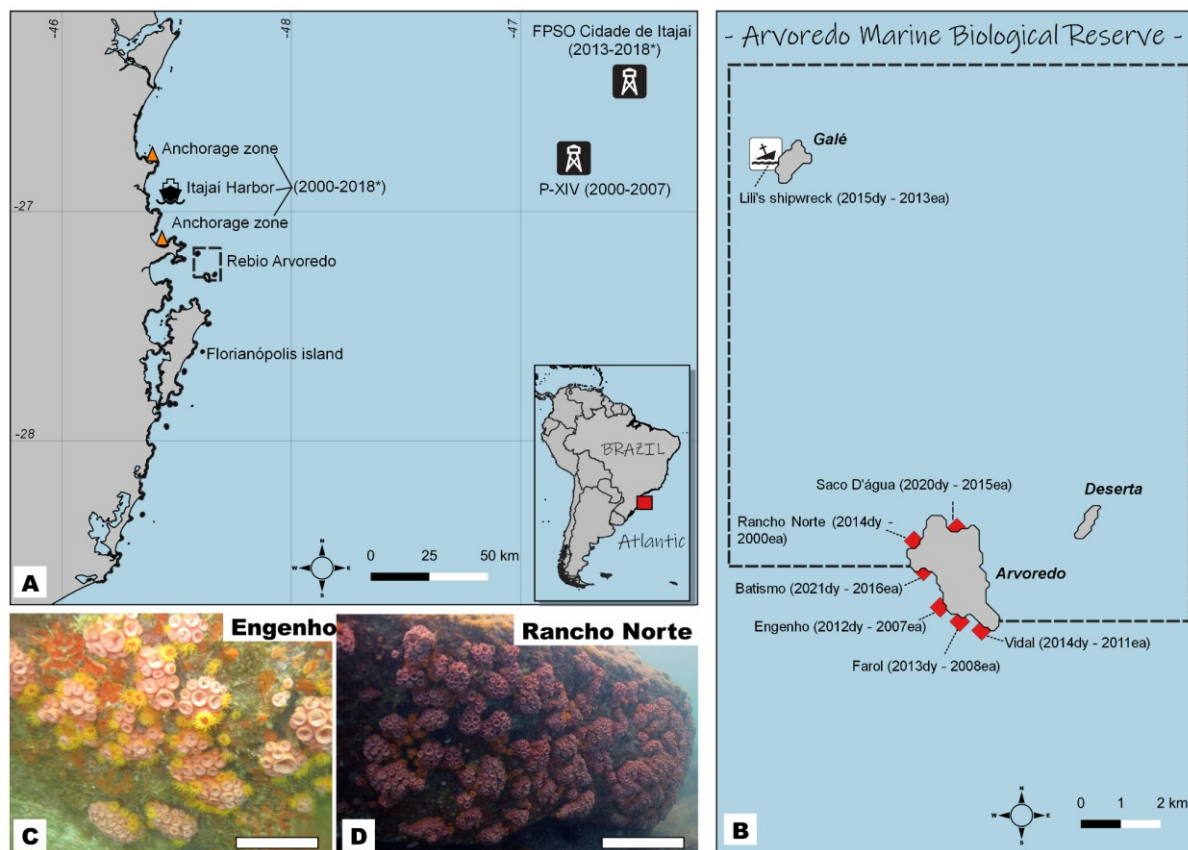 -46
-48
-47
FPSO Cidade de Itajaí
(2013-2018*)
Anchorage zone
Itajaí Harbor
(2000-2018*)
P-XIV (2000-2007)
-27
Anchorage zone
Rebio Arvoredo
Florianópolis island
-28
BRAZIL
Atlantic
N
W
E
S
0 25 50 km
A
- Arvoredo Marine Biological Reserve -
Galé
Lili's shipwreck (2015dy - 2013ea)
Saco D'água (2020dy - 2015ea)
Deserta
Rancho Norte (2014dy -
2000ea)
Arvoredo
Batismo (2021dy - 2016ea)
Engenho (2012dy - 2007ea)
Vidal (2014dy - 2011ea)
Farol (2013dy - 2008ea)
N
W
E
S
0 1 2 km
B
Engenho
C
Rancho Norte
D